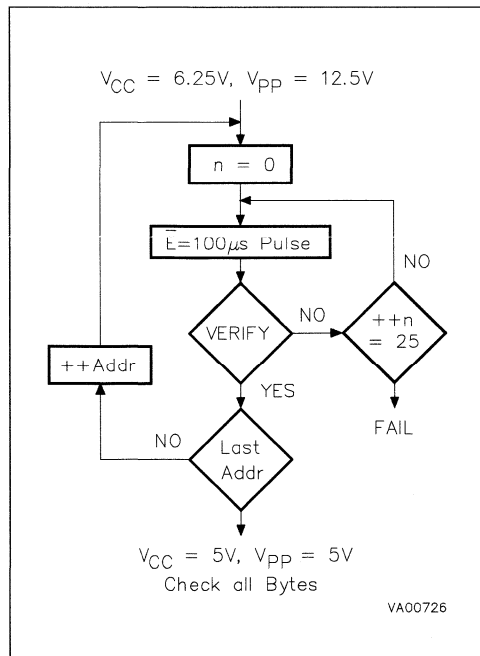 VCC = 6.25V, VPP = 12.5V
n = 0
E̅=100μs Pulse
NO
VERIFY
NO
++n
= 25
++Addr
YES
FAIL
NO
Last
Addr
VCC = 5V, VPP = 5V
Check all Bytes
VA00726